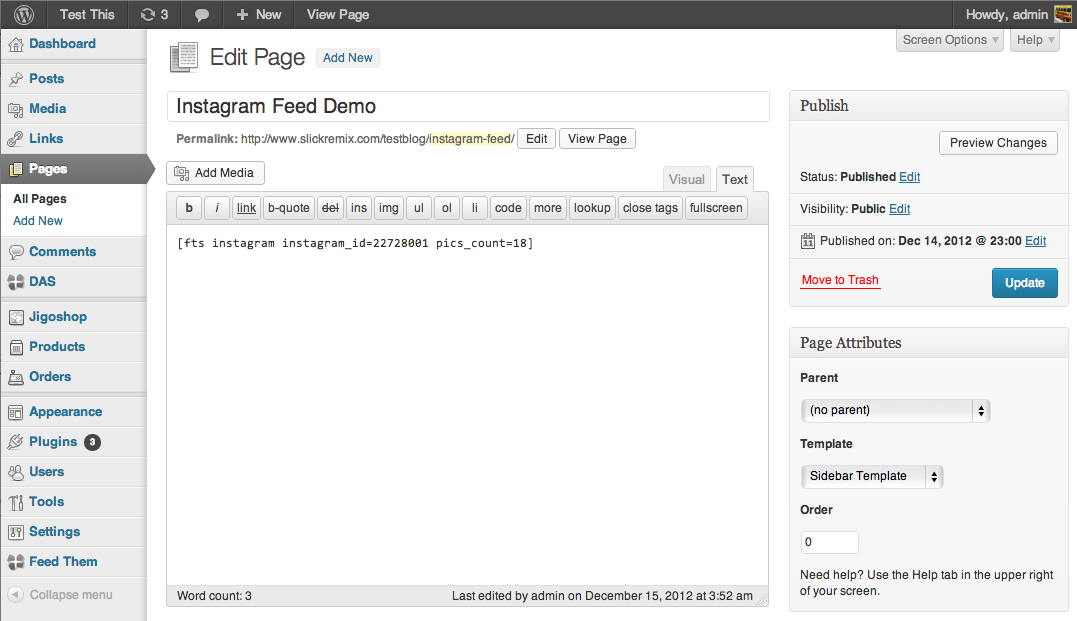 Test This 3 New View Page Howdy, admin
Dashboard
Posts
Media
Links
Pages
All Pages
Add New
Comments
DAS
Jigoshop
Products
Orders
Appearance
Plugins 3
Users
Tools
Settings
Feed Them
Collapse menu
Screen Options Help
Edit Page Add New
Instagram Feed Demo
Permalink: http://www.slickremix.com/testblog/instagram-feed/ Edit View Page
Add Media
Visual Text
b i link b-quote del ins img ul ol li code more lookup close tags fullscreen
[fts instagram instagram_id=22728001 pics_count=18]
Word count: 3 Last edited by admin on December 15, 2012 at 3:52 am
Publish
Preview Changes
Status: Published Edit
Visibility: Public Edit
11 Published on: Dec 14, 2012 @ 23:00 Edit
Move to Trash Update
Page Attributes
Parent
(no parent)
Template
Sidebar Template
Order
0
Need help? Use the Help tab in the upper right
of your screen.